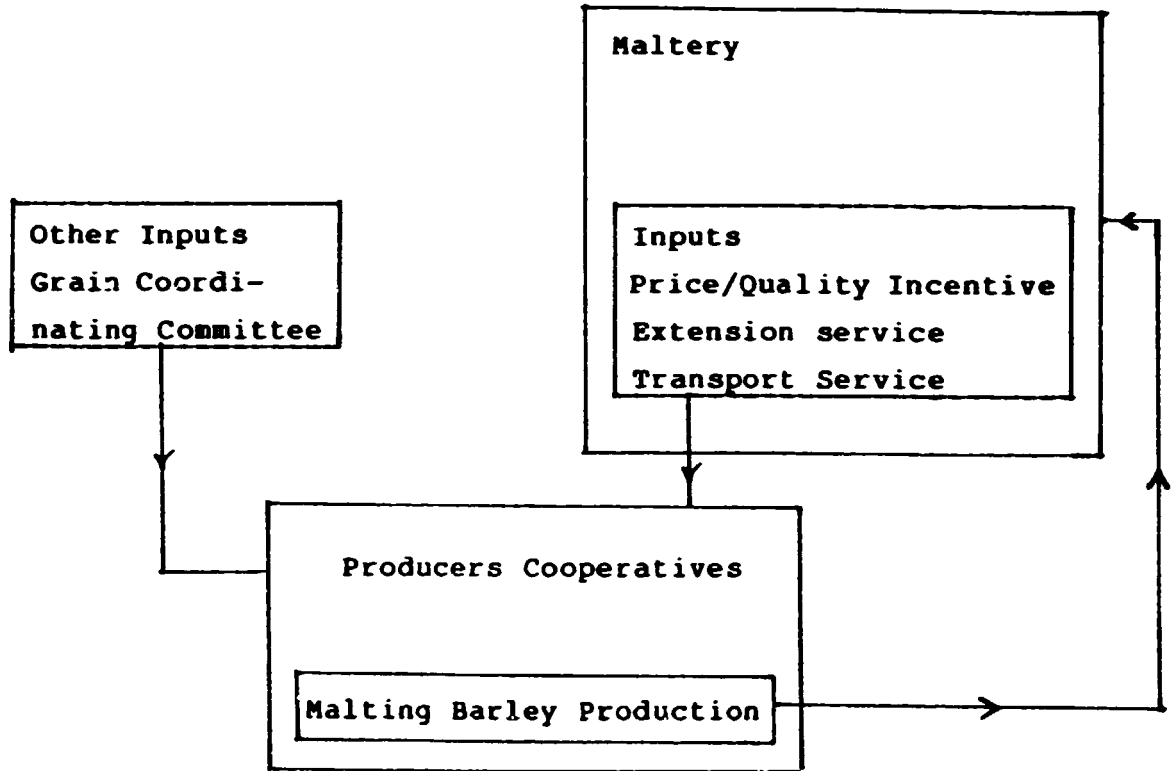 Maltery
Other Inputs
Grain Coordi-
nating Committee
Inputs
Price/Quality Incentive
Extension service
Transport Service
Producers Cooperatives
Malting Barley Production